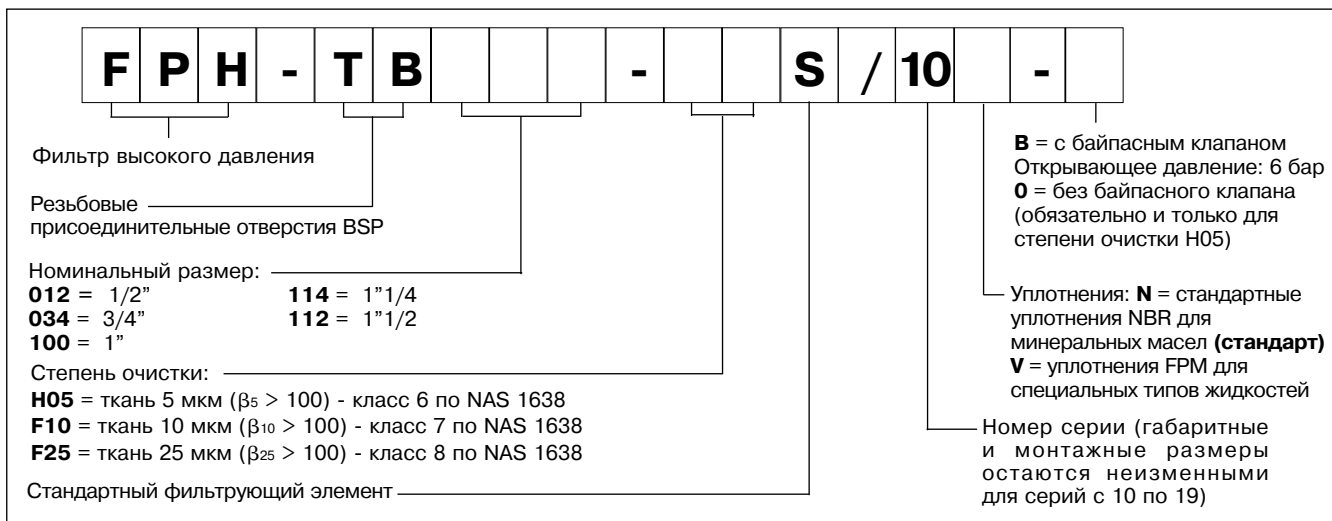 F P H - T B - S / 10 -
Фильтр высокого давления
Резьбовые
присоединительные отверстия BSP
Номинальный размер:
012 = 1/2” 114 = 1”1/4
034 = 3/4” 112 = 1”1/2
100 = 1”
Степень очистки:
H05 = ткань 5 мкм (β5 > 100) - класс 6 по NAS 1638
F10 = ткань 10 мкм (β10 > 100) - класс 7 по NAS 1638
F25 = ткань 25 мкм (β25 > 100) - класс 8 по NAS 1638
Стандартный фильтрующий элемент
B = с байпасным клапаном
Открывающее давление: 6 бар
0 = без байпасного клапана
(обязательно и только для
степени очистки H05)
Уплотнения: N = стандартные
уплотнения NBR для
минеральных масел (стандарт)
V = уплотнения FPM для
специальных типов жидкостей
Номер серии (габаритные
и монтажные размеры
остаются неизменными
для серий с 10 по 19)